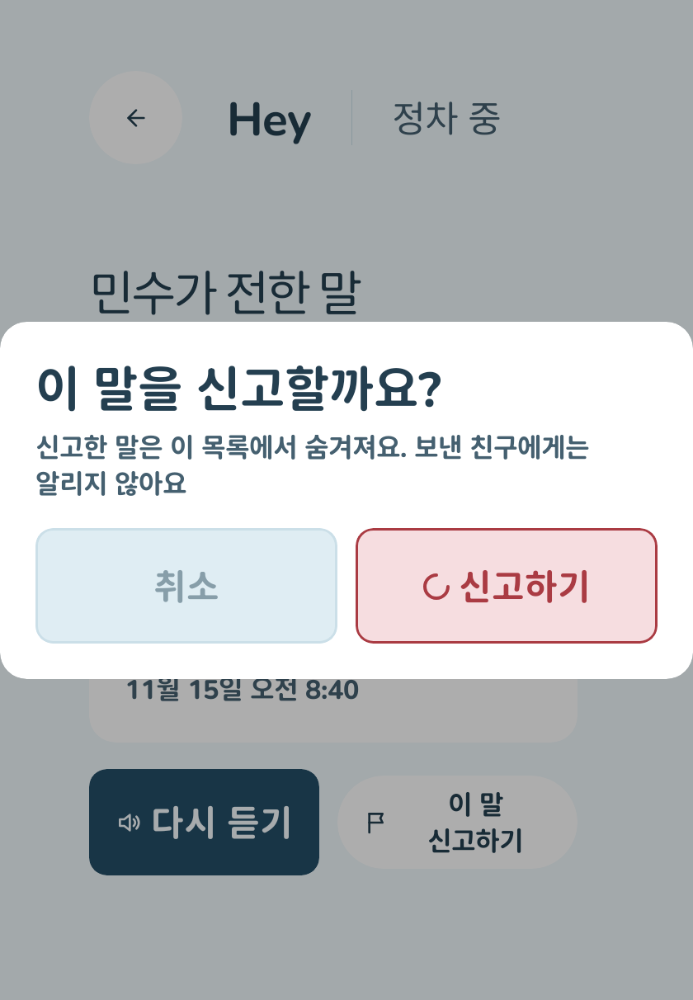 Hey
정차 중
민수가 전한 말
이 말을 신고할까요?
신고한 말은 이 목록에서 숨겨져요. 보낸 친구에게는
알리지 않아요
취소
신고하기
11월 15일 오전 8:40
다시 듣기
이 말
신고하기